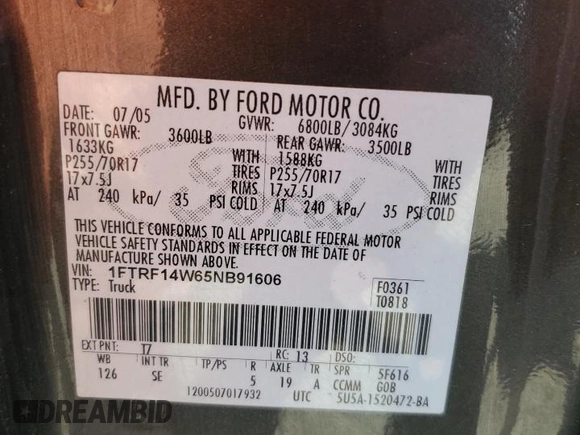 MFD. BY FORD MOTOR CO.
DATE: 07/05 GVWR: 6800LB/3084KG
FRONT GAWR: 3600LB REAR GAWR: 3500LB
1633KG WITH 1588KG WITH
P255/70R17 TIRES P255/70R17 TIRES
17x7.5J RIMS 17x7.5J RIMS
AT 240 kPa/ 35 PSI COLD AT 240 kPa/ 35 PSI COLD
THIS VEHICLE CONFORMS TO ALL APPLICABLE FEDERAL MOTOR
VEHICLE SAFETY STANDARDS IN EFFECT ON THE DATE OF
MANUFACTURE SHOWN ABOVE.
VIN: 1FTRF14W65NB91606 F0361
TYPE: Truck T0818
EXT PNT: T7 RC: 13 DSO:
WB INT TR TP/PS R AXLE TR SPR 5F616
126 SE 5 19 A CCMM GOB
1200507017932 UTC 5U5A-1520472-BA
Ford
DREAMBID